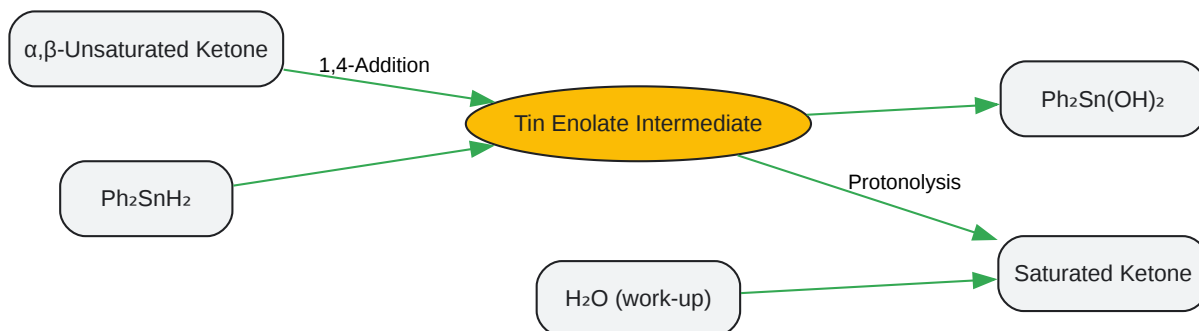 α,β-Unsaturated Ketone
1,4-Addition
Ph₂SnH₂
Tin Enolate Intermediate
Ph₂Sn(OH)₂
Protonolysis
H₂O (work-up)
Saturated Ketone